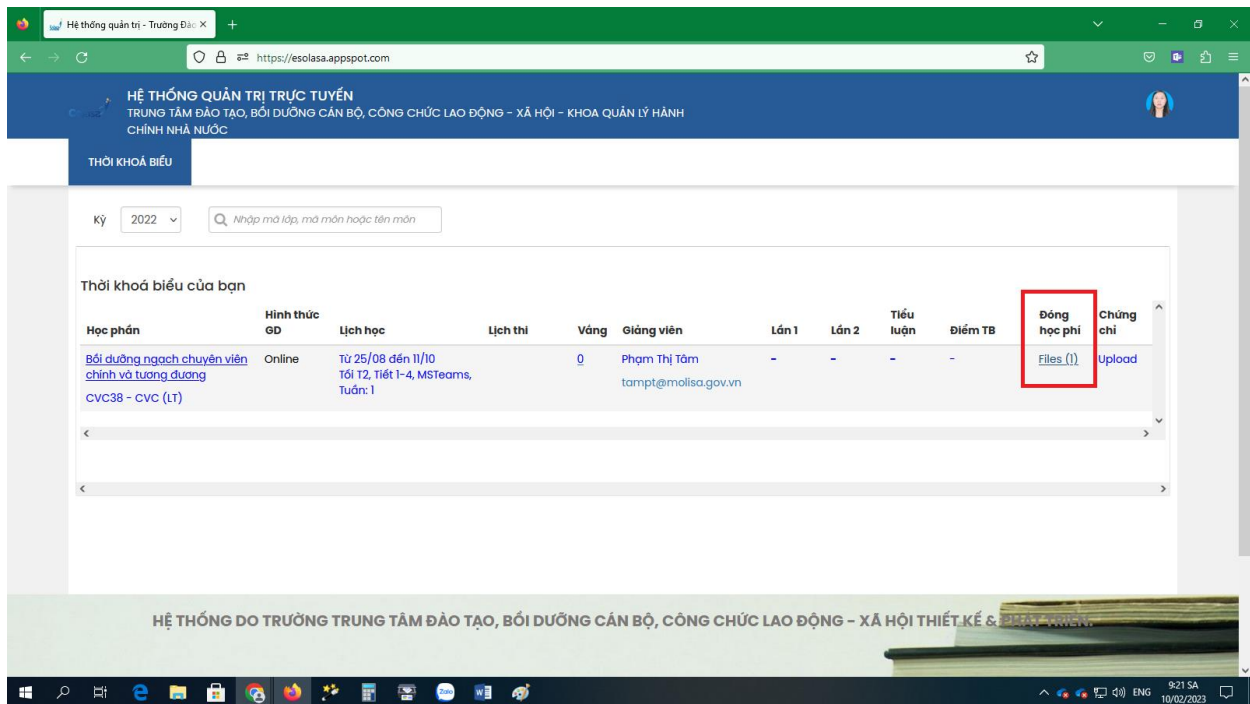 Hệ thống quản trị - Trường Đào
https://esolasa.appspot.com
HỆ THỐNG QUẢN TRỊ TRỰC TUYẾN
TRUNG TÂM ĐÀO TẠO, BỒI DƯỠNG CÁN BỘ, CÔNG CHỨC LAO ĐỘNG - XÃ HỘI - KHOA QUẢN LÝ HÀNH
CHÍNH NHÀ NƯỚC
THỜI KHOÁ BIỂU
Kỳ 2022 Nhập mã lớp, mã môn hoặc tên môn
Thời khoá biểu của bạn
Học phần Hình thức GD Lịch học Lịch thi Vắng Giảng viên Lần 1 Lần 2 Tiểu luận Điểm TB Đóng học phí Chứng chỉ
Bồi dưỡng ngạch chuyên viên Online Từ 25/08 đến 11/10 0 Phạm Thị Tâm - - - - Files (1) Upload
chính và tương đương Tối T2, Tiết 1-4, MSTeams, tampt@molisa.gov.vn
CVC38 - CVC (LT) Tuần: 1
HỆ THỐNG DO TRƯỜNG TRUNG TÂM ĐÀO TẠO, BỒI DƯỠNG CÁN BỘ, CÔNG CHỨC LAO ĐỘNG - XÃ HỘI THIẾT KẾ & PHÁT TRIỂN.
Zalo
ENG
9:21 SA
10/02/2023